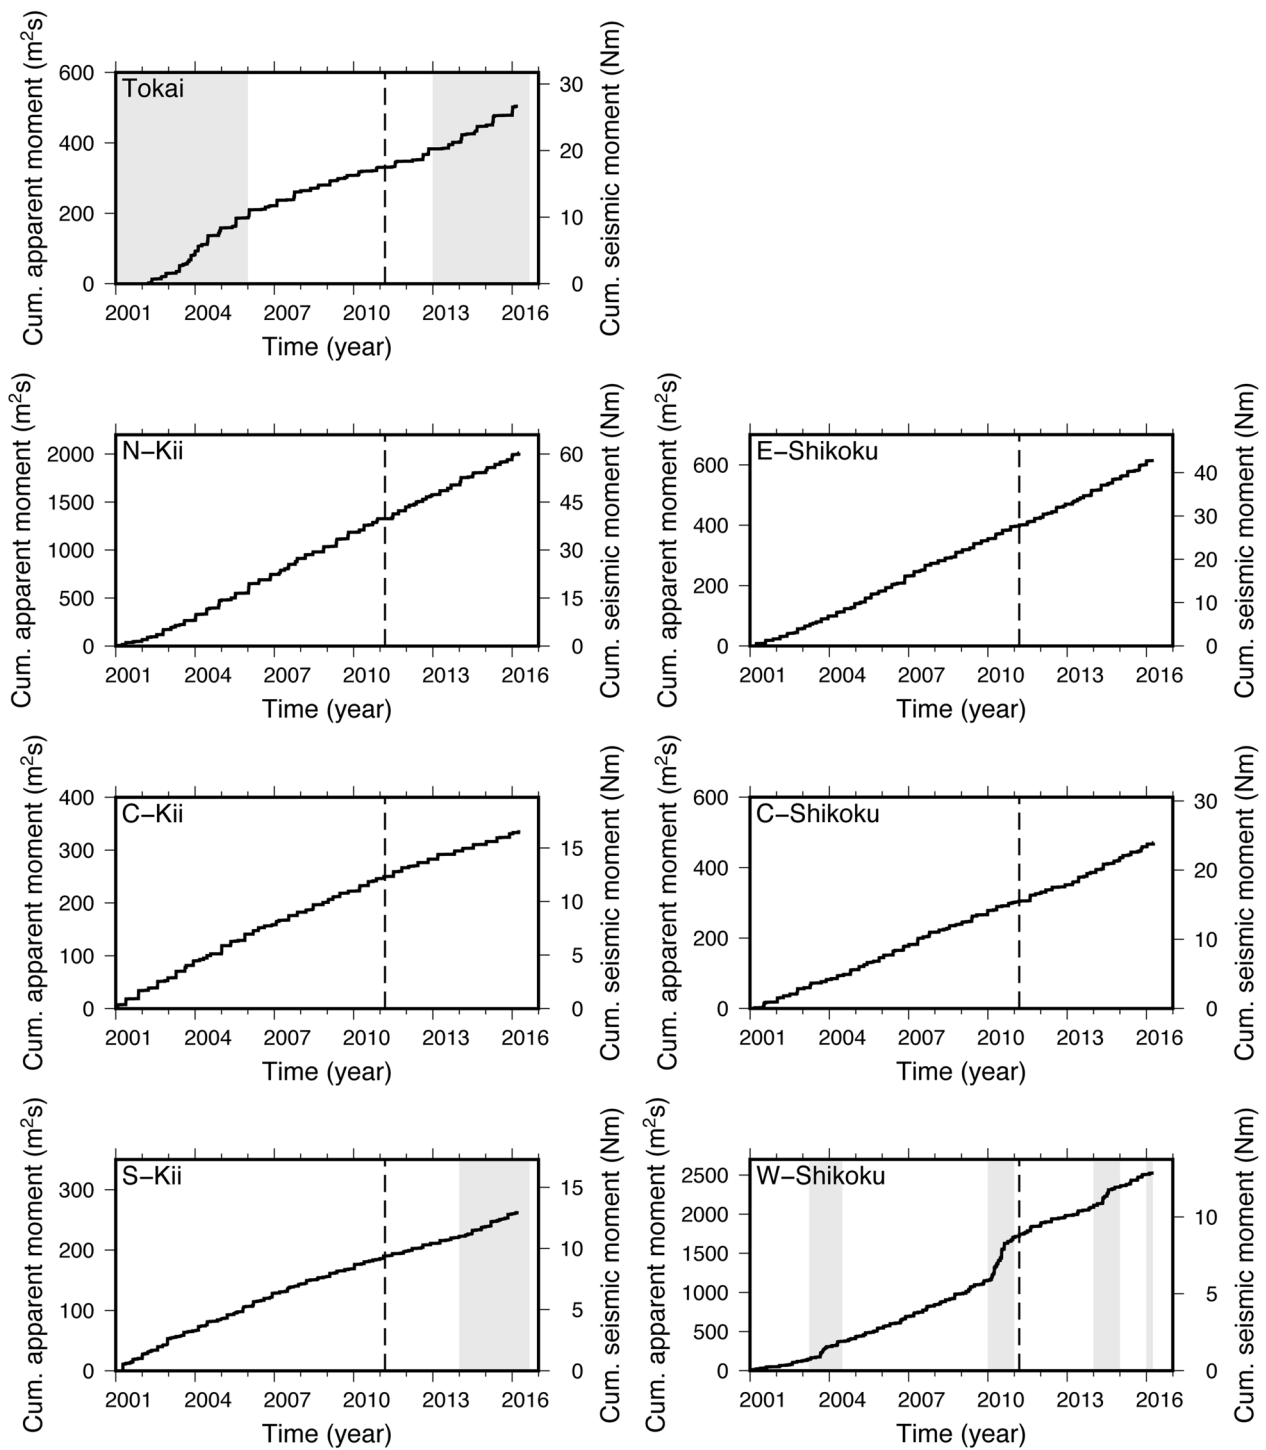 Tokai
Cum. apparent moment (m²s)
600
400
200
0
Cum. seismic moment (Nm)
30
20
10
0
2001 2004 2007 2010 2013 2016
Time (year)
N−Kii
Cum. apparent moment (m²s)
2000
1500
1000
500
0
Cum. seismic moment (Nm)
60
45
30
15
0
2001 2004 2007 2010 2013 2016
Time (year)
E−Shikoku
Cum. apparent moment (m²s)
600
400
200
0
Cum. seismic moment (Nm)
40
30
20
10
0
2001 2004 2007 2010 2013 2016
Time (year)
C−Kii
Cum. apparent moment (m²s)
400
300
200
100
0
Cum. seismic moment (Nm)
15
10
5
0
2001 2004 2007 2010 2013 2016
Time (year)
C−Shikoku
Cum. apparent moment (m²s)
600
400
200
0
Cum. seismic moment (Nm)
30
20
10
0
2001 2004 2007 2010 2013 2016
Time (year)
S−Kii
Cum. apparent moment (m²s)
300
200
100
0
Cum. seismic moment (Nm)
15
10
5
0
2001 2004 2007 2010 2013 2016
Time (year)
W−Shikoku
Cum. apparent moment (m²s)
2500
2000
1500
1000
500
0
Cum. seismic moment (Nm)
10
5
0
2001 2004 2007 2010 2013 2016
Time (year)